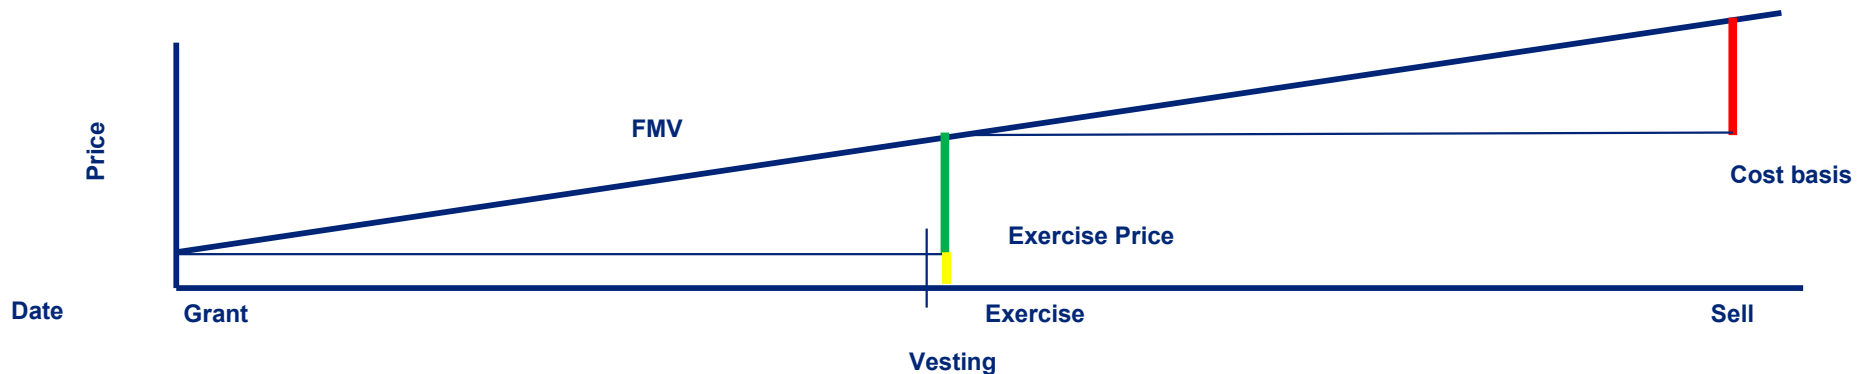 FMV
Price
Cost basis
Exercise Price
Date
Grant
Exercise
Sell
Vesting